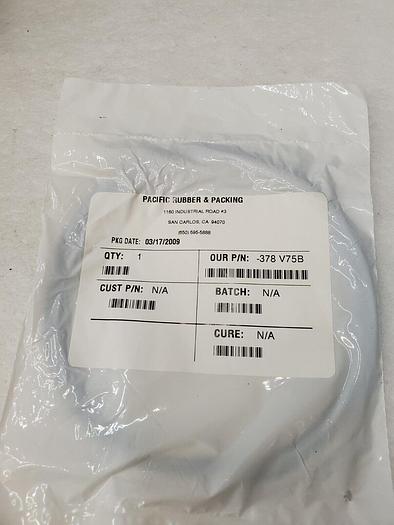 PACIFIC RUBBER & PACKING
1160 INDUSTRIAL ROAD #3
SAN CARLOS, CA 94070
(650) 595-5888
PKG DATE: 03/17/2009
QTY: 1 OUR P/N: -378 V75B
CUST P/N: N/A BATCH: N/A
CURE: N/A